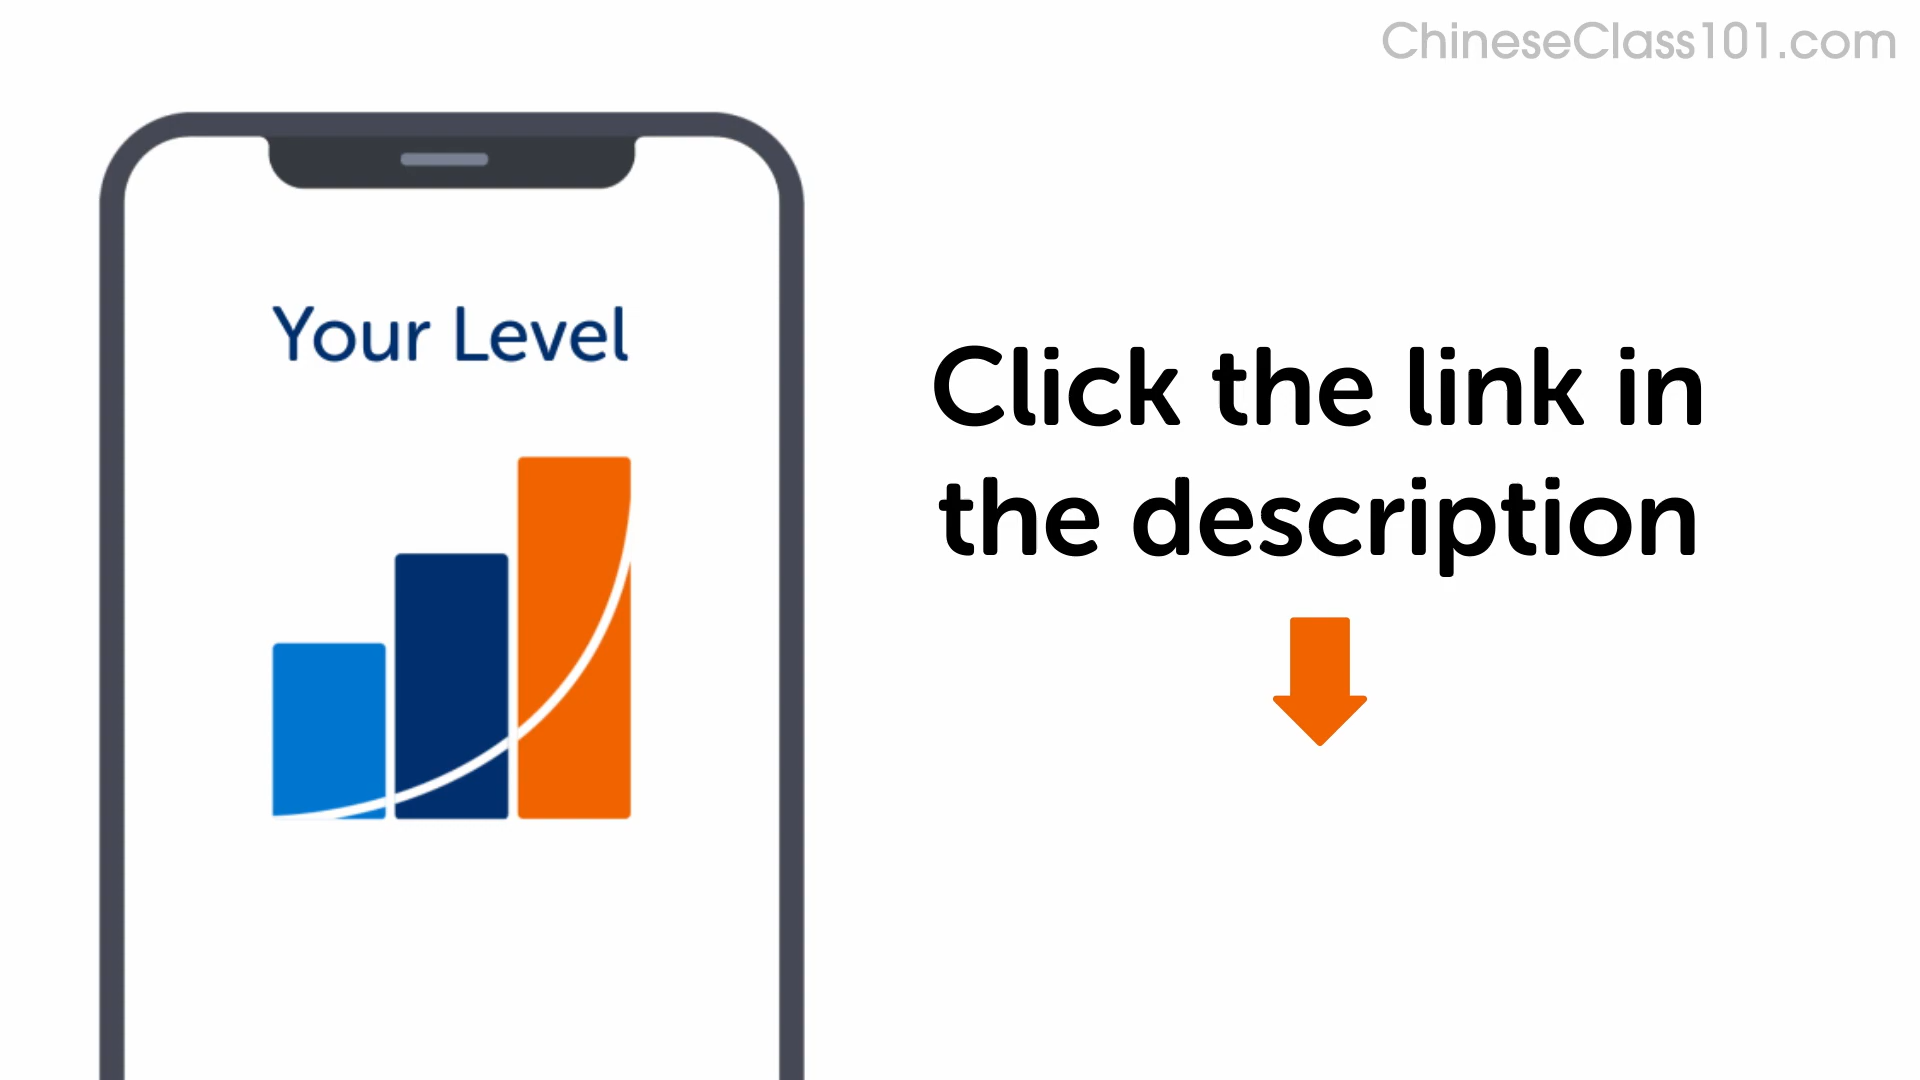 ChineseClass101.com
Your Level
Click the link in
the description